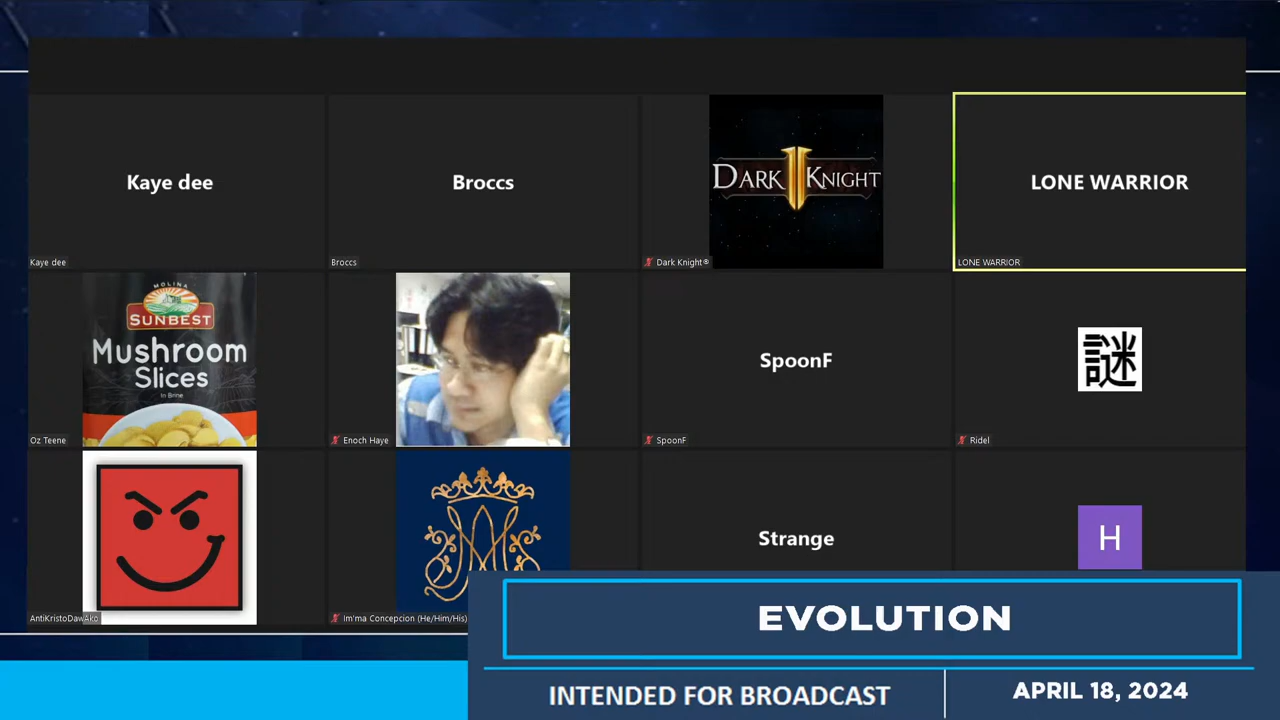 Kaye dee
Kaye dee
Broccs
Broccs
DARK KNIGHT
Dark Knight®
LONE WARRIOR
LONE WARRIOR
MOLINA
SUNBEST
Mushroom
Slices
In Brine
Oz Teene
Enoch Haye
SpoonF
SpoonF
謎
Ridel
AntiKristoDawAko
Im'ma Concepcion (He/Him/His)
Strange
H
EVOLUTION
INTENDED FOR BROADCAST
APRIL 18, 2024